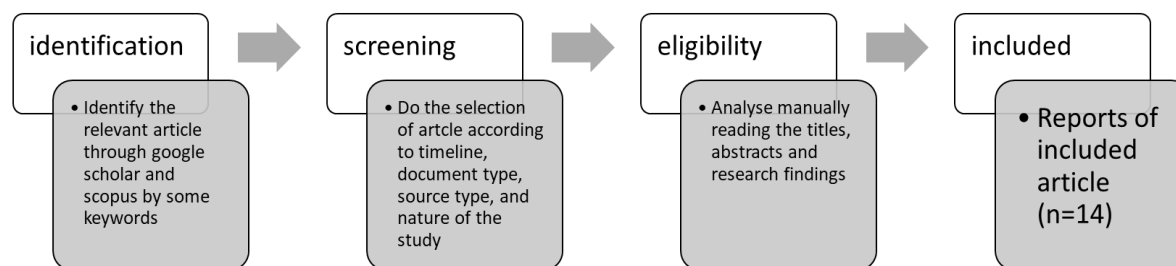 identification
• Identify the
relevant article
through google
scholar and
scopus by some
keywords
screening
• Do the selection
of artcle according
to timeline,
document type,
source type, and
nature of the
study
eligibility
• Analyse manually
reading the titles,
abstracts and
research findings
included
• Reports of
included
article
(n=14)